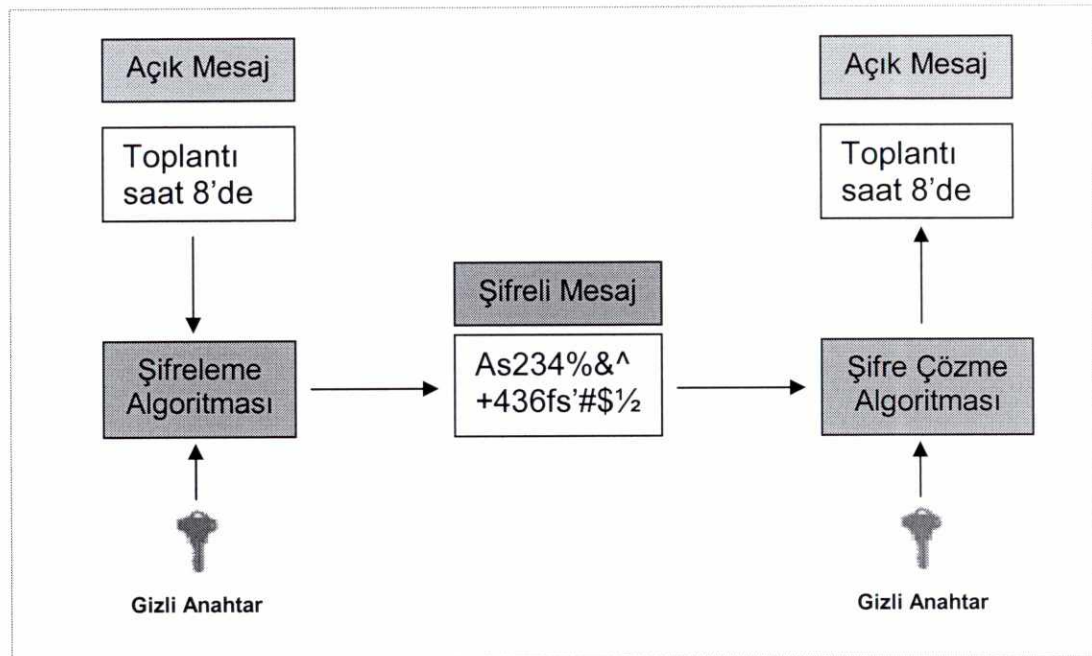 Açık Mesaj
Toplantı
saat 8’de
Şifreleme
Algoritması
Gizli Anahtar
Şifreli Mesaj
As234%&^
+436fs’#$½
Açık Mesaj
Toplantı
saat 8’de
Şifre Çözme
Algoritması
Gizli Anahtar